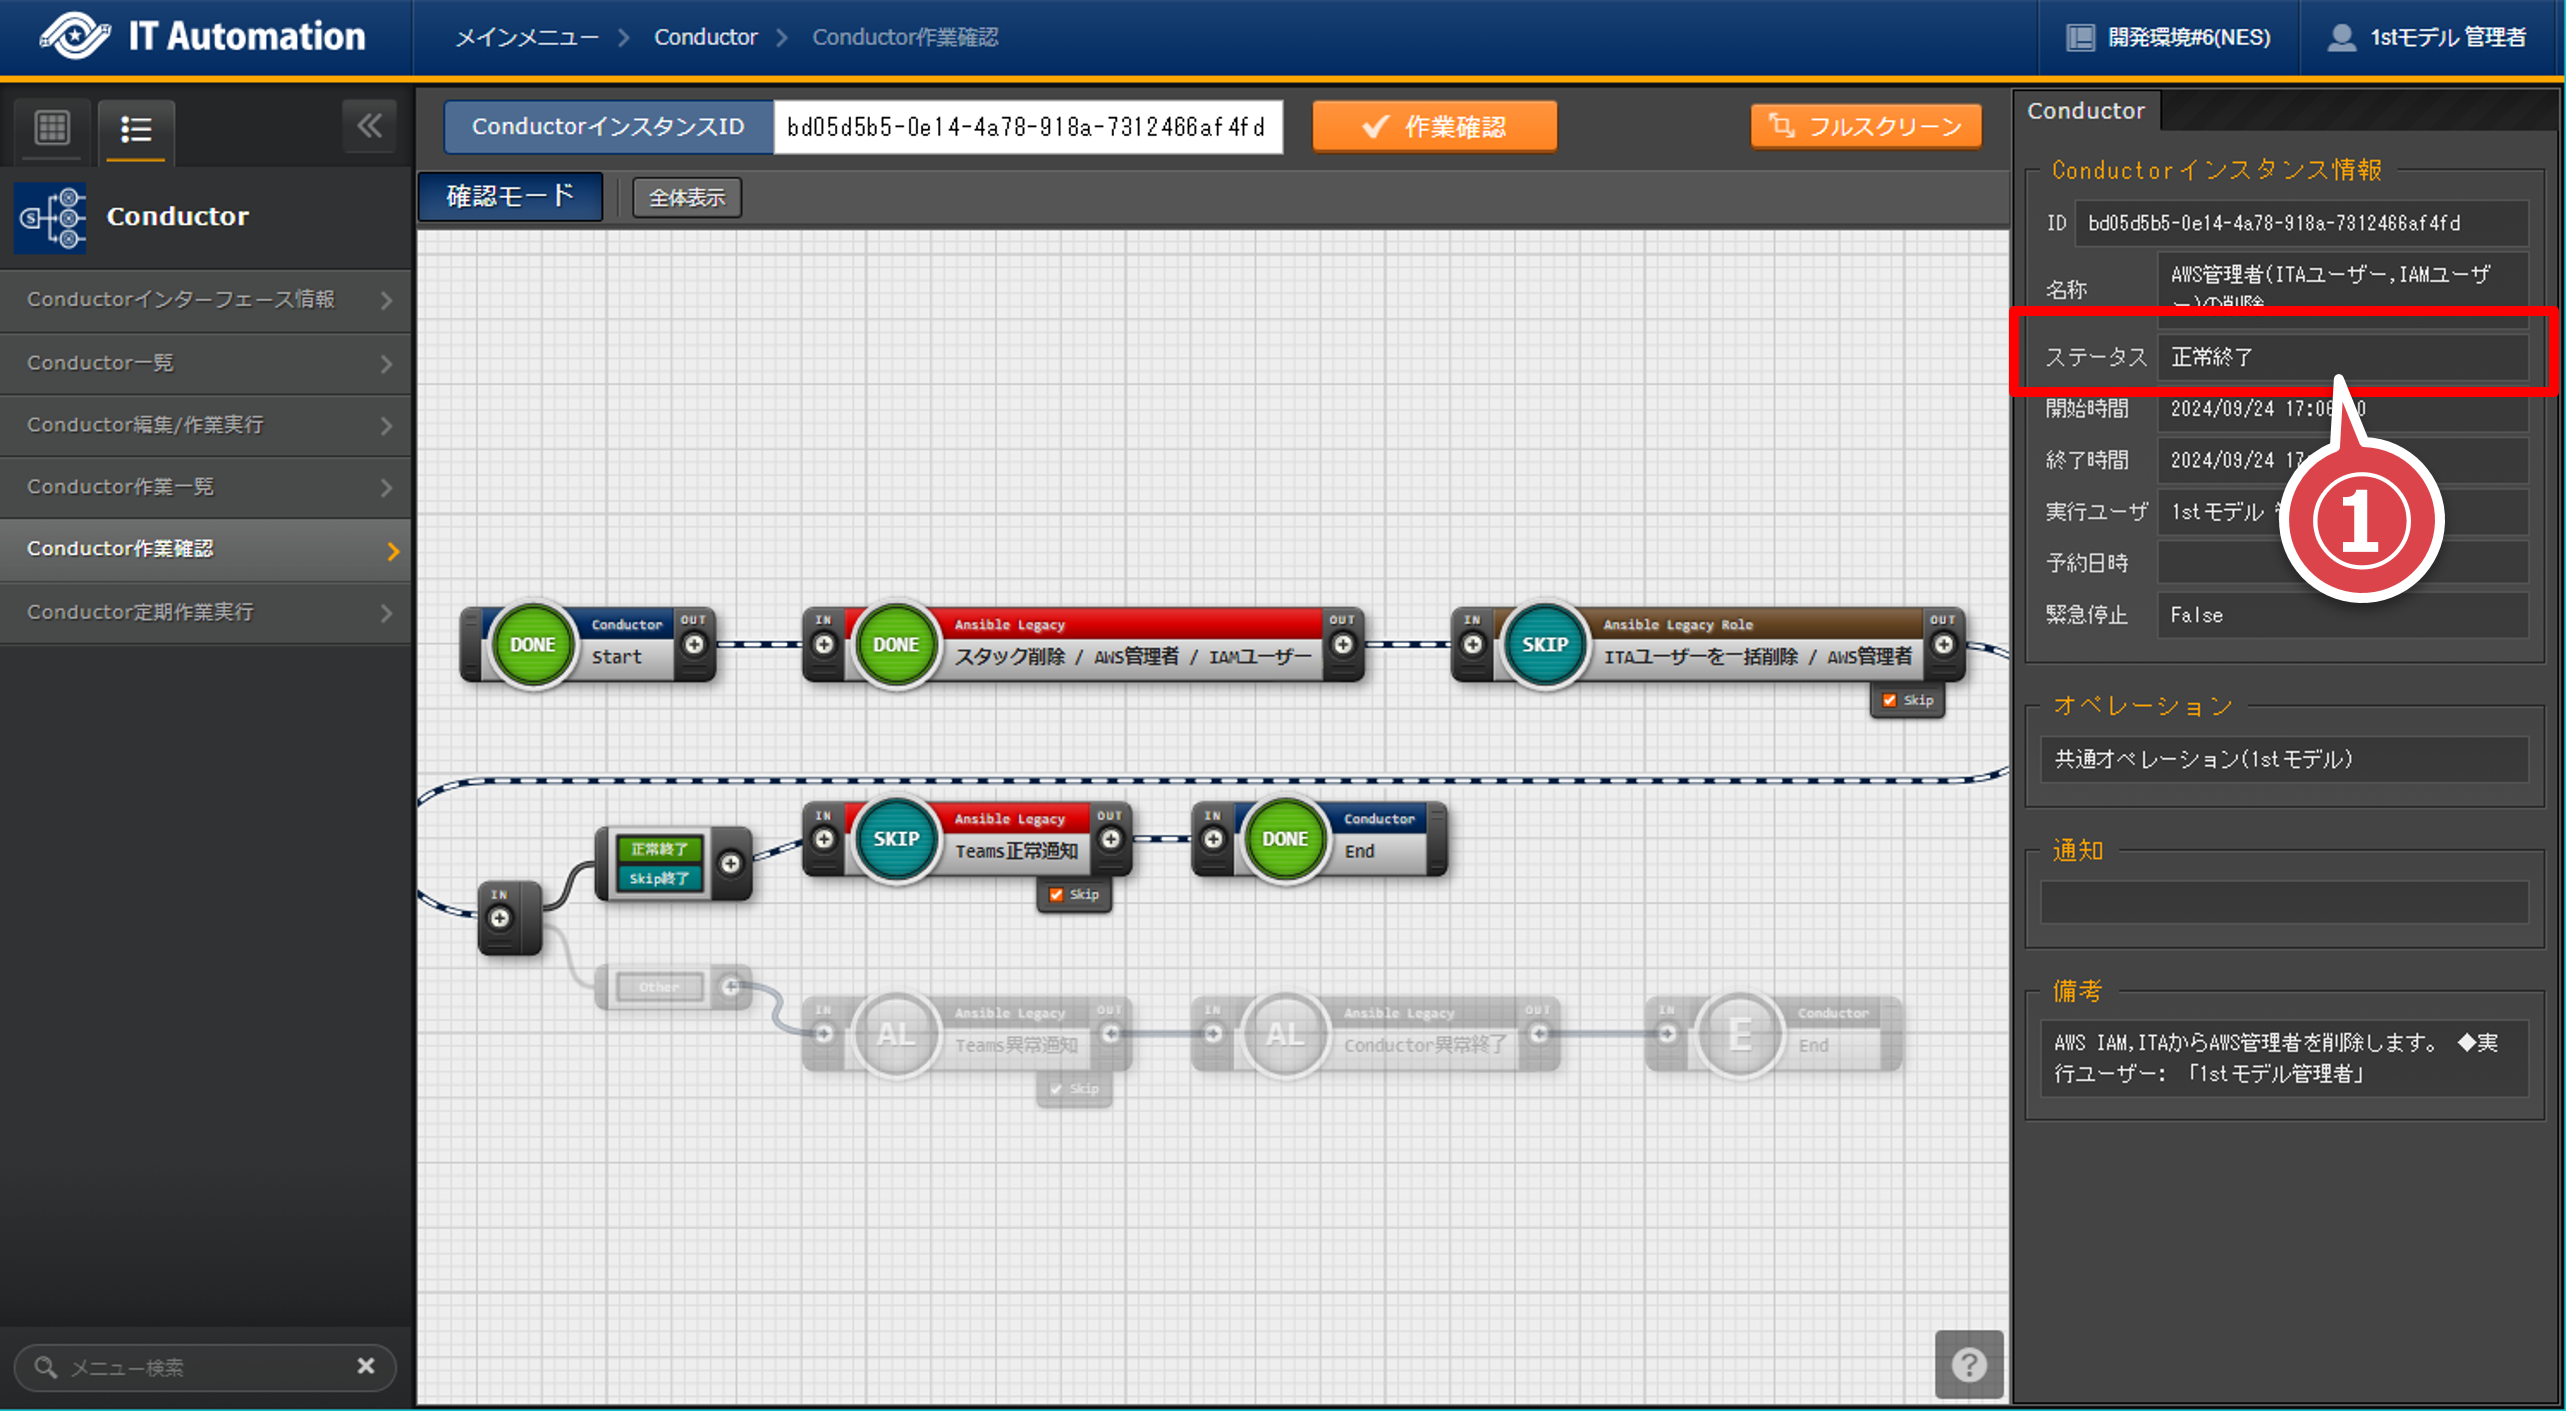 IT Automation
メインメニュー > Conductor > Conductor作業確認
開発環境#6(NES)
1stモデル 管理者
ConductorインスタンスID
bd05d5b5-0e14-4a78-918a-7312466af4fd
作業確認
フルスクリーン
確認モード
全体表示
Conductor
Conductorインターフェース情報
Conductor一覧
Conductor編集/作業実行
Conductor作業一覧
Conductor作業確認
Conductor定期作業実行
メニュー検索
DONE
Conductor
Start
OUT
IN
DONE
Ansible Legacy
スタック削除 / AWS管理者 / IAMユーザー
OUT
IN
SKIP
Ansible Legacy Role
ITAユーザーを一括削除 / AWS管理者
OUT
Skip
IN
正常終了
Skip終了
IN
SKIP
Ansible Legacy
Teams正常通知
OUT
Skip
IN
DONE
Conductor
End
Other
IN
AL
Ansible Legacy
Teams異常通知
OUT
Skip
IN
AL
Ansible Legacy
Conductor異常終了
OUT
IN
E
Conductor
End
?
Conductor
Conductorインスタンス情報
ID
bd05d5b5-0e14-4a78-918a-7312466af4fd
名称
AWS管理者(ITAユーザー,IAMユーザ
ー)の削除
ステータス
正常終了
開始時間
2024/09/24 17:06
終了時間
2024/09/24
実行ユーザ
1stモデル
1
予約日時
緊急停止
False
オペレーション
共通オペレーション(1stモデル)
通知
備考
AWS IAM,ITAからAWS管理者を削除します。 ◆実
行ユーザー: 「1stモデル管理者」